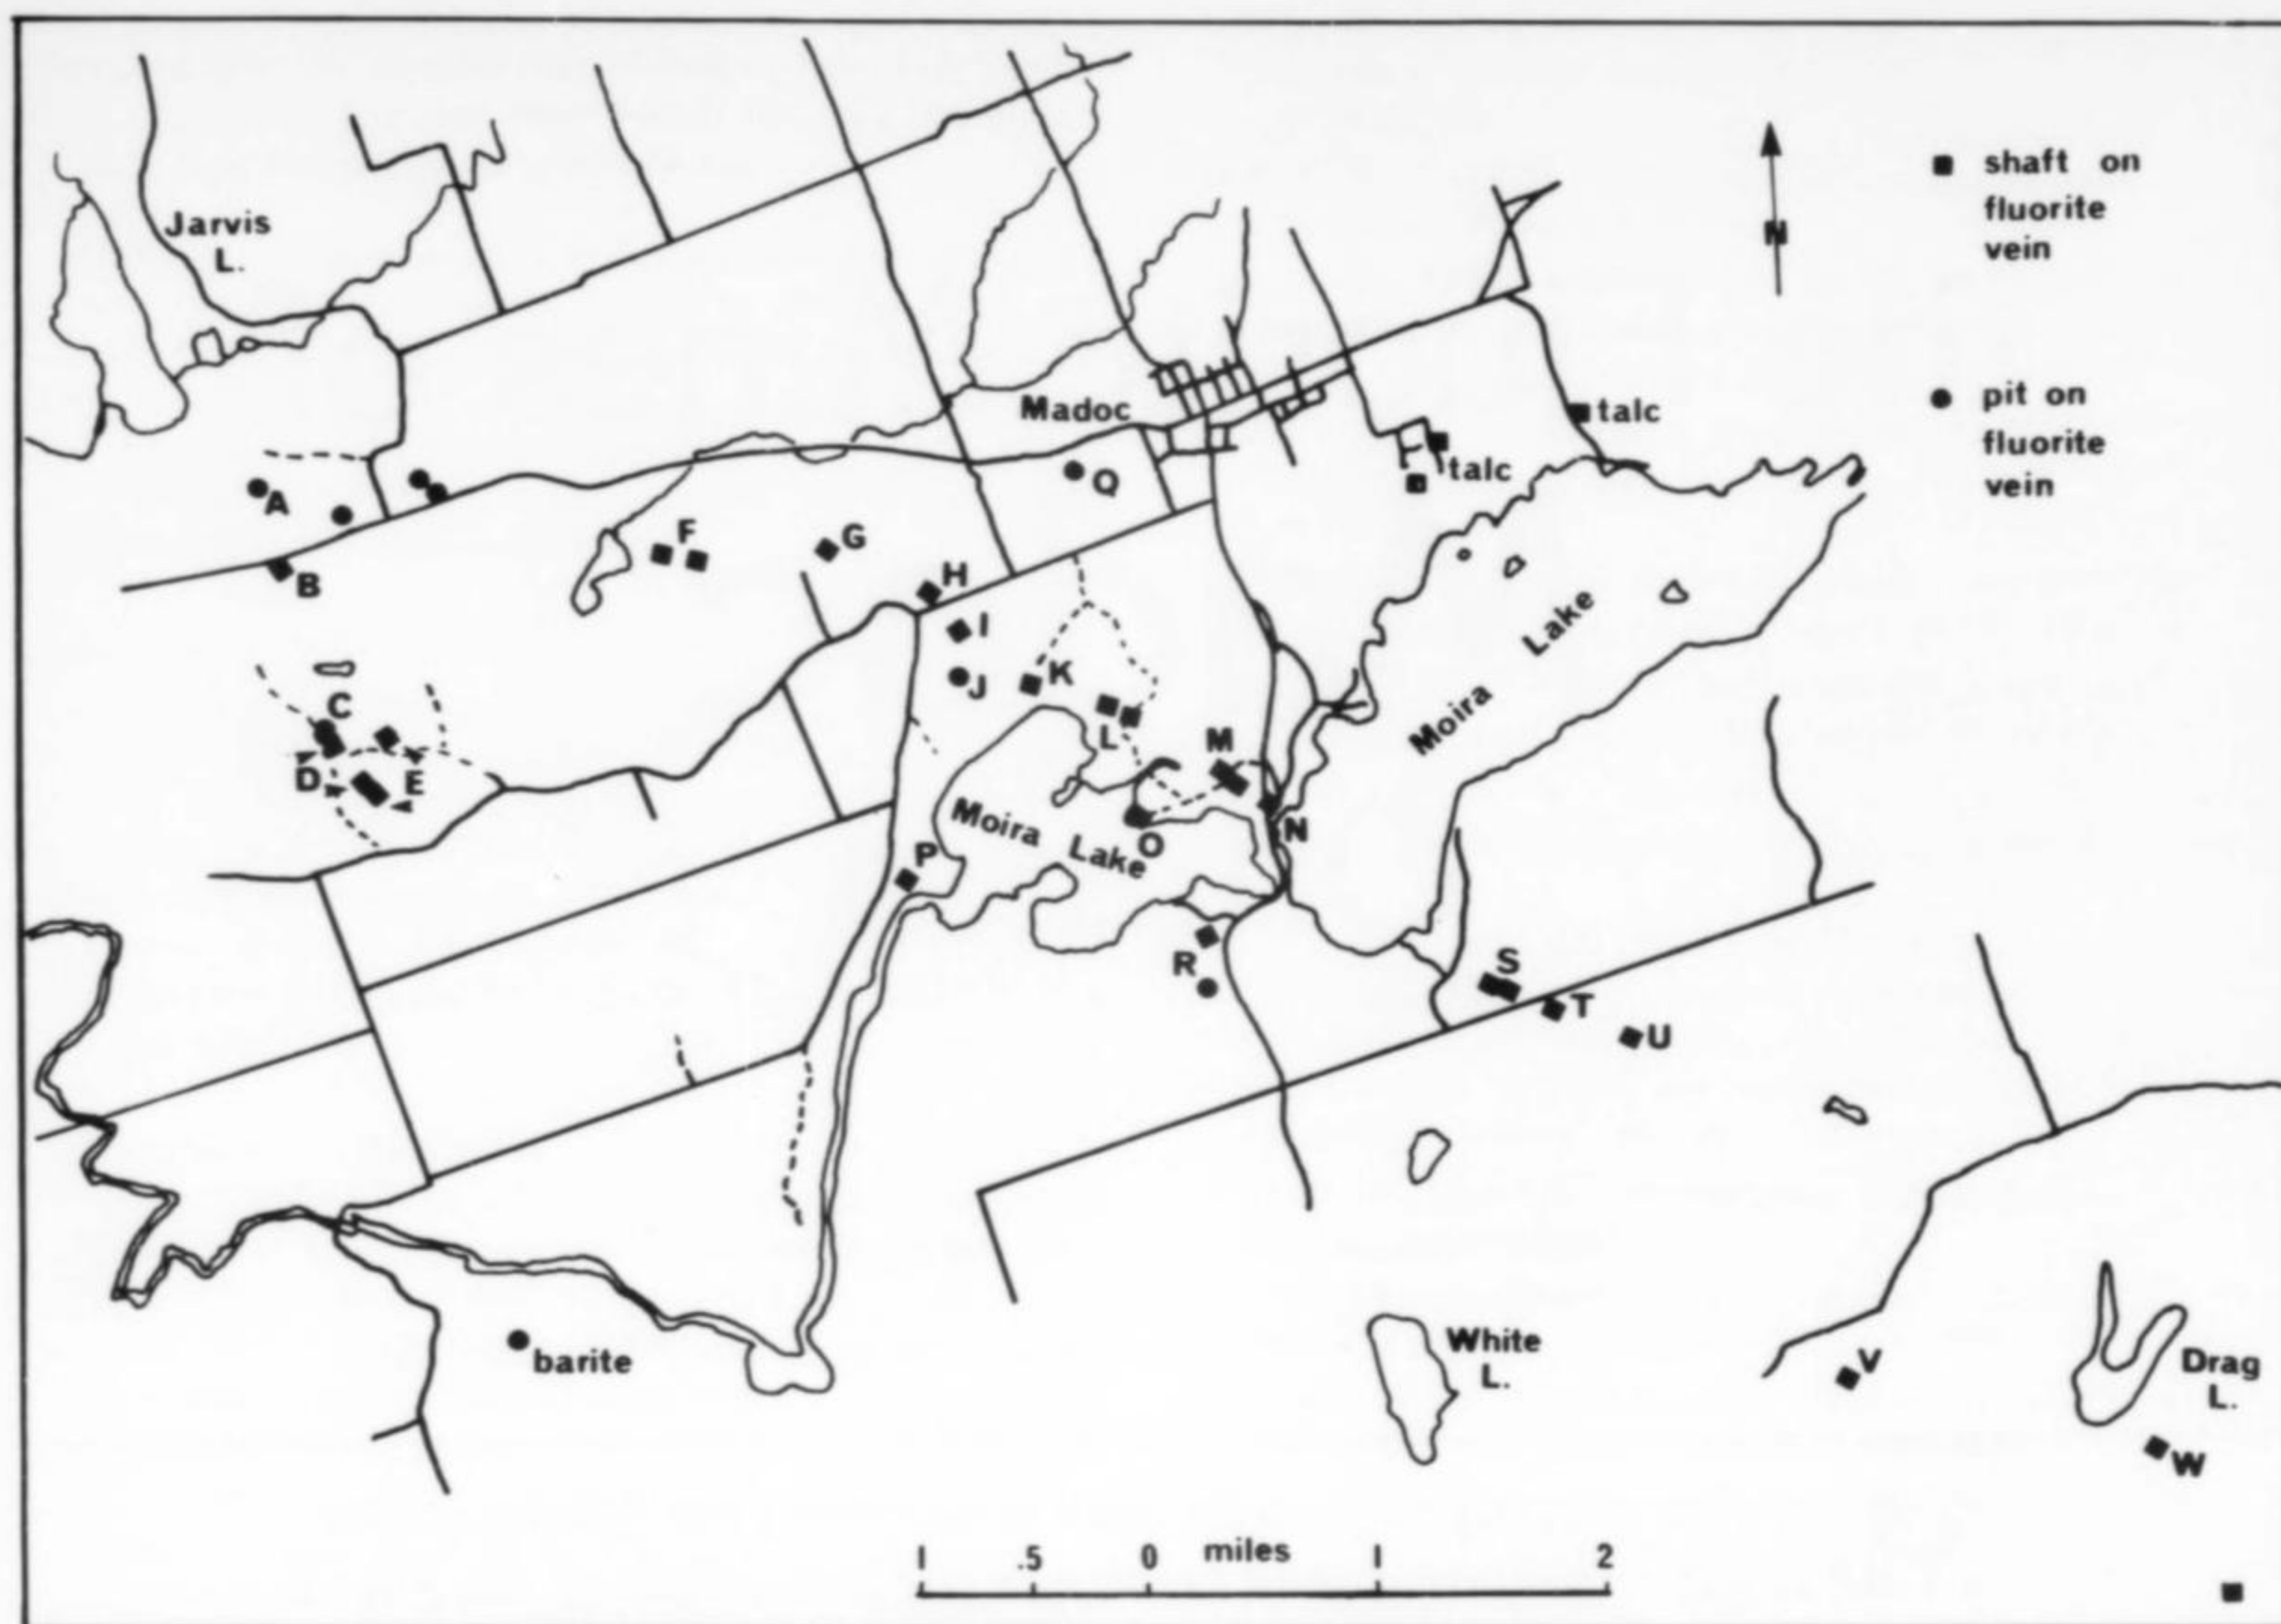 shaft on
fluorite
vein
Jarvis
L.
N
pit on
fluorite
vein
Madoc
talc
talc
A
Q
F
G
B
H
I
Lake
J
K
C
Moira
L
M
D
E
Moira Lake
N
O
P
R
S
T
U
White
L.
barite
V
Drag
L.
W
1 .5 0 miles 1 2